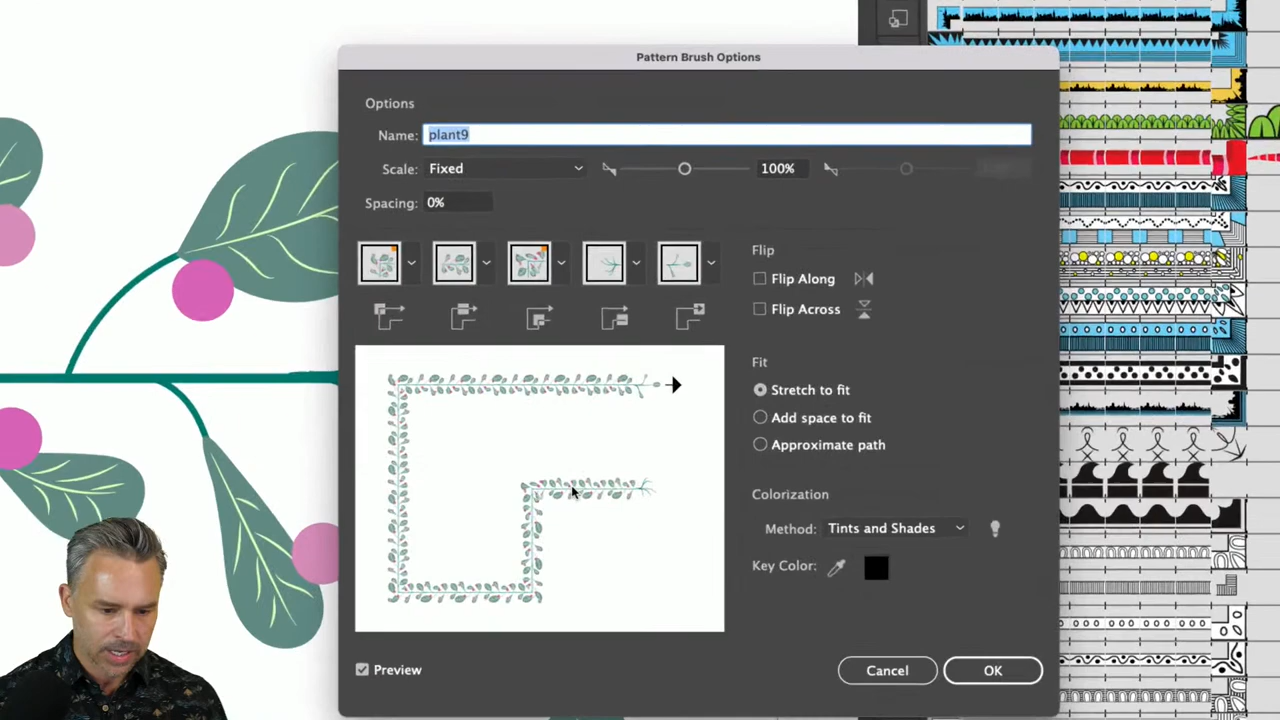 Pattern Brush Options
Options
Name: plant9
Scale: Fixed 100%
Spacing: 0%
Flip
Flip Along
Flip Across
Fit
Stretch to fit
Add space to fit
Approximate path
Colorization
Method: Tints and Shades
Key Color:
Preview
Cancel
OK